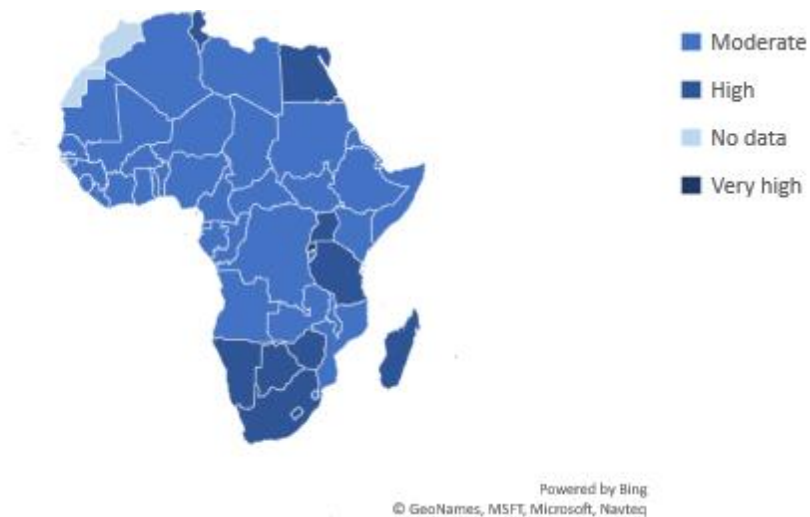 Moderate
High
No data
Very high
Powered by Bing
© GeoNames, MSFT, Microsoft, Navteq